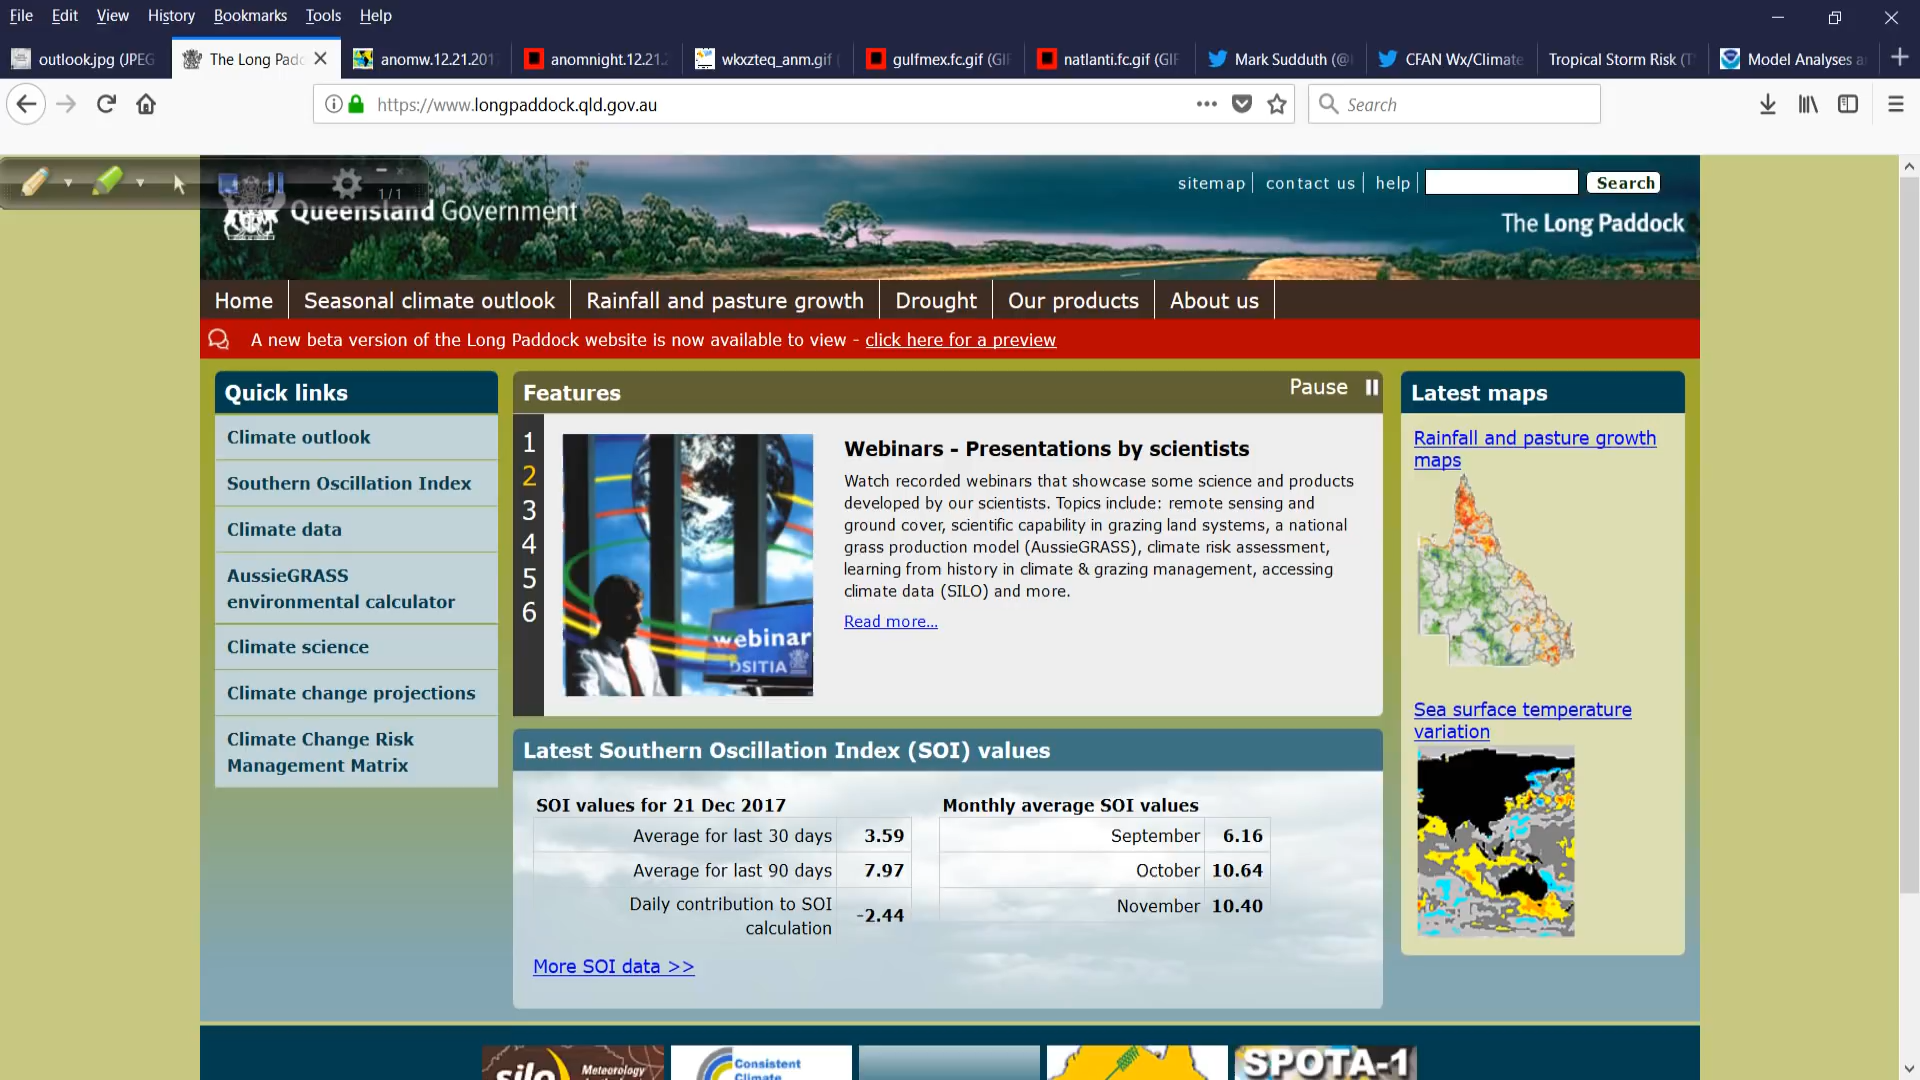 File Edit View History Bookmarks Tools Help
outlook.jpg (JPEG
The Long Padd
anomw.12.21.201
anomnight.12.21.2
wkxzteq_anm.gif
gulfmex.fc.gif (GIF
natlanti.fc.gif (GIF
Mark Sudduth (@
CFAN Wx/Climate
Tropical Storm Risk (T
Model Analyses a
https://www.longpaddock.qld.gov.au
Search
1/1
sitemap contact us help Search
Queensland Government
The Long Paddock
Home Seasonal climate outlook Rainfall and pasture growth Drought Our products About us
A new beta version of the Long Paddock website is now available to view - click here for a preview
Quick links
Climate outlook
Southern Oscillation Index
Climate data
AussieGRASS
environmental calculator
Climate science
Climate change projections
Climate Change Risk
Management Matrix
Features
Pause
1
2
3
4
5
6
webinar
DSITIA
Webinars - Presentations by scientists
Watch recorded webinars that showcase some science and products
developed by our scientists. Topics include: remote sensing and
ground cover, scientific capability in grazing land systems, a national
grass production model (AussieGRASS), climate risk assessment,
learning from history in climate & grazing management, accessing
climate data (SILO) and more.
Read more...
Latest Southern Oscillation Index (SOI) values
SOI values for 21 Dec 2017
Average for last 30 days 3.59
Average for last 90 days 7.97
Daily contribution to SOI
calculation -2.44
More SOI data >>
Monthly average SOI values
September 6.16
October 10.64
November 10.40
Latest maps
Rainfall and pasture growth
maps
Sea surface temperature
variation
silo Meteorology
Consistent
Climate
SPOTA-1